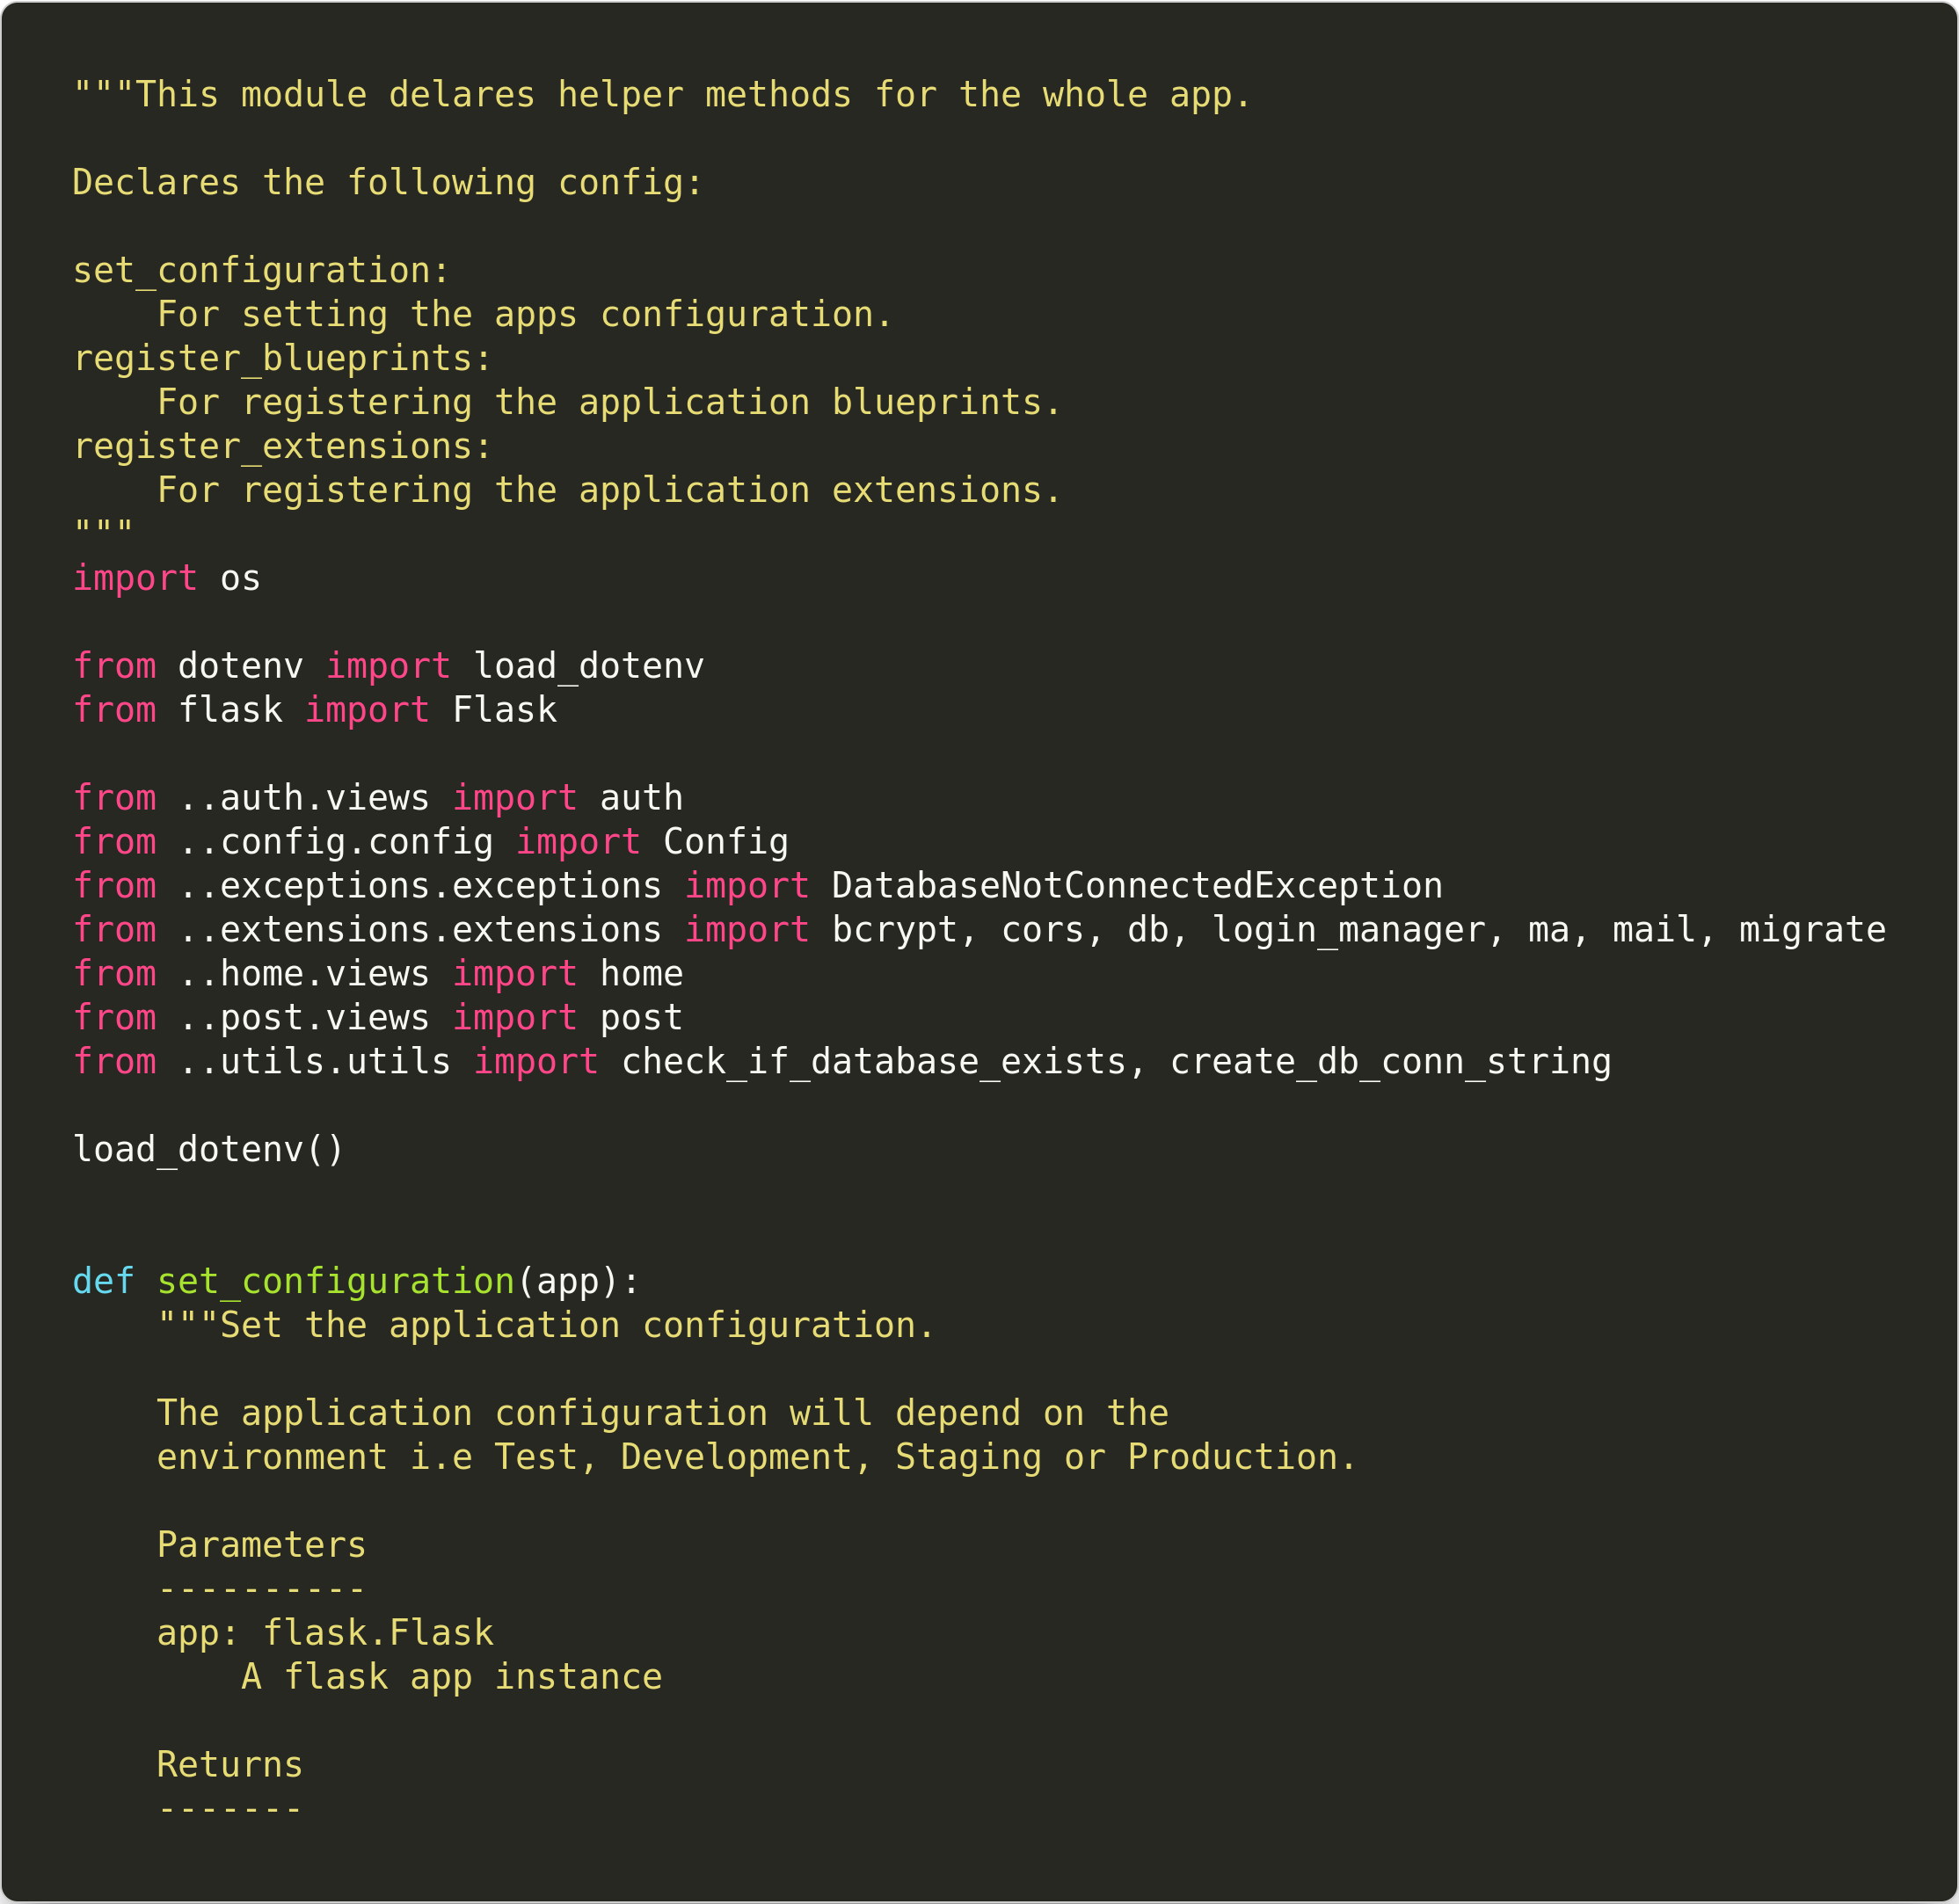 """This module delares helper methods for the whole app.

Declares the following config:

set_configuration:
    For setting the apps configuration.
register_blueprints:
    For registering the application blueprints.
register_extensions:
    For registering the application extensions.
"""
import os

from dotenv import load_dotenv
from flask import Flask

from ..auth.views import auth
from ..config.config import Config
from ..exceptions.exceptions import DatabaseNotConnectedException
from ..extensions.extensions import bcrypt, cors, db, login_manager, ma, mail, migrate
from ..home.views import home
from ..post.views import post
from ..utils.utils import check_if_database_exists, create_db_conn_string

load_dotenv()


def set_configuration(app):
    """Set the application configuration.

    The application configuration will depend on the
    environment i.e Test, Development, Staging or Production.

    Parameters
    ----------
    app: flask.Flask
        A flask app instance

    Returns
    -------